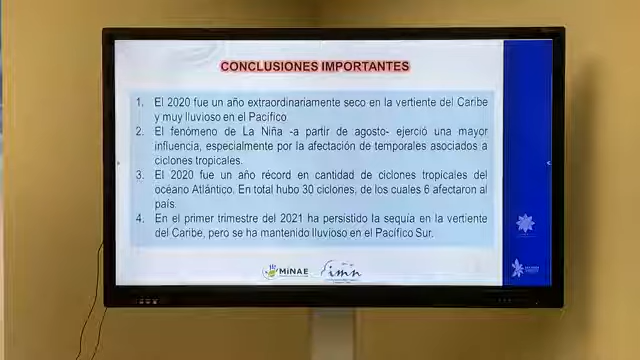 CONCLUSIONES IMPORTANTES
1. El 2020 fue un año extraordinariamente seco en la vertiente del Caribe
y muy lluvioso en el Pacífico
2. El fenómeno de La Niña -a partir de agosto- ejerció una mayor
influencia, especialmente por la afectación de temporales asociados a
ciclones tropicales.
3. El 2020 fue un año récord en cantidad de ciclones tropicales del
océano Atlántico. En total hubo 30 ciclones, de los cuales 6 afectaron al
país.
4. En el primer trimestre del 2021 ha persistido la sequía en la vertiente
del Caribe, pero se ha mantenido lluvioso en el Pacífico Sur.
MINAE imn